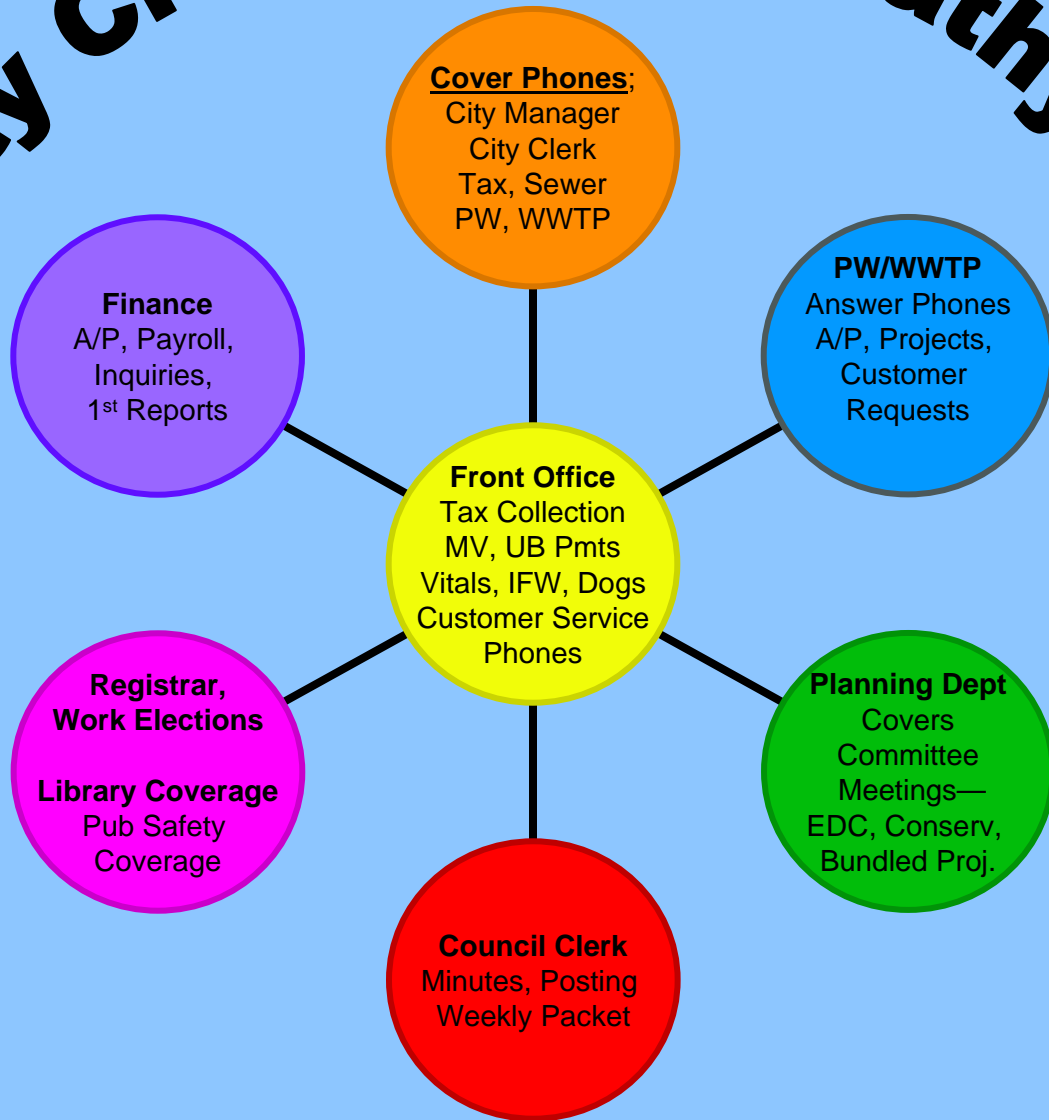 Cover Phones;
City Manager
City Clerk
Tax, Sewer
PW, WWTP
Finance
A/P, Payroll,
Inquiries,
1st Reports
PW/WWTP
Answer Phones
A/P, Projects,
Customer
Requests
Front Office
Tax Collection
MV, UB Pmts
Vitals, IFW, Dogs
Customer Service
Phones
Registrar,
Work Elections
Library Coverage
Pub Safety
Coverage
Planning Dept
Covers
Committee
Meetings—
EDC, Conserv,
Bundled Proj.
Council Clerk
Minutes, Posting
Weekly Packet